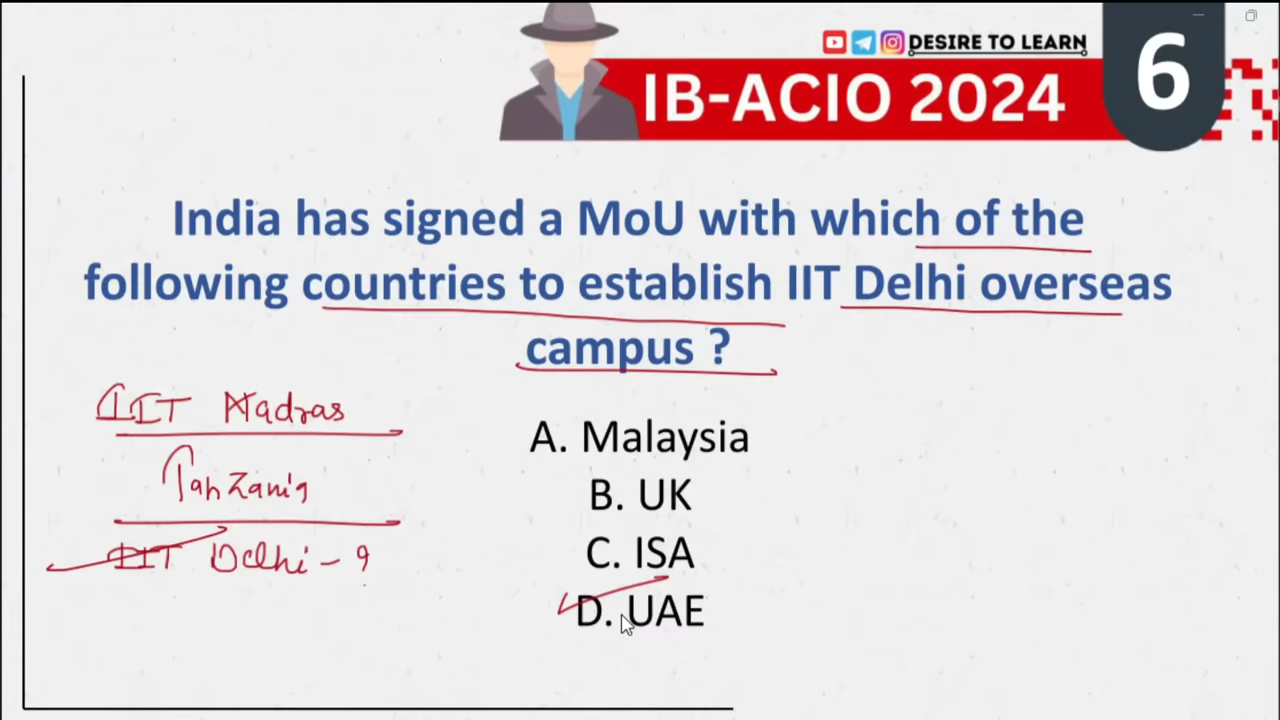 DESIRE TO LEARN
IB-ACIO 2024
6
India has signed a MoU with which of the
following countries to establish IIT Delhi overseas
campus ?
IIT Madras
Tanzania
IIT Delhi - 9
A. Malaysia
B. UK
C. ISA
D. UAE